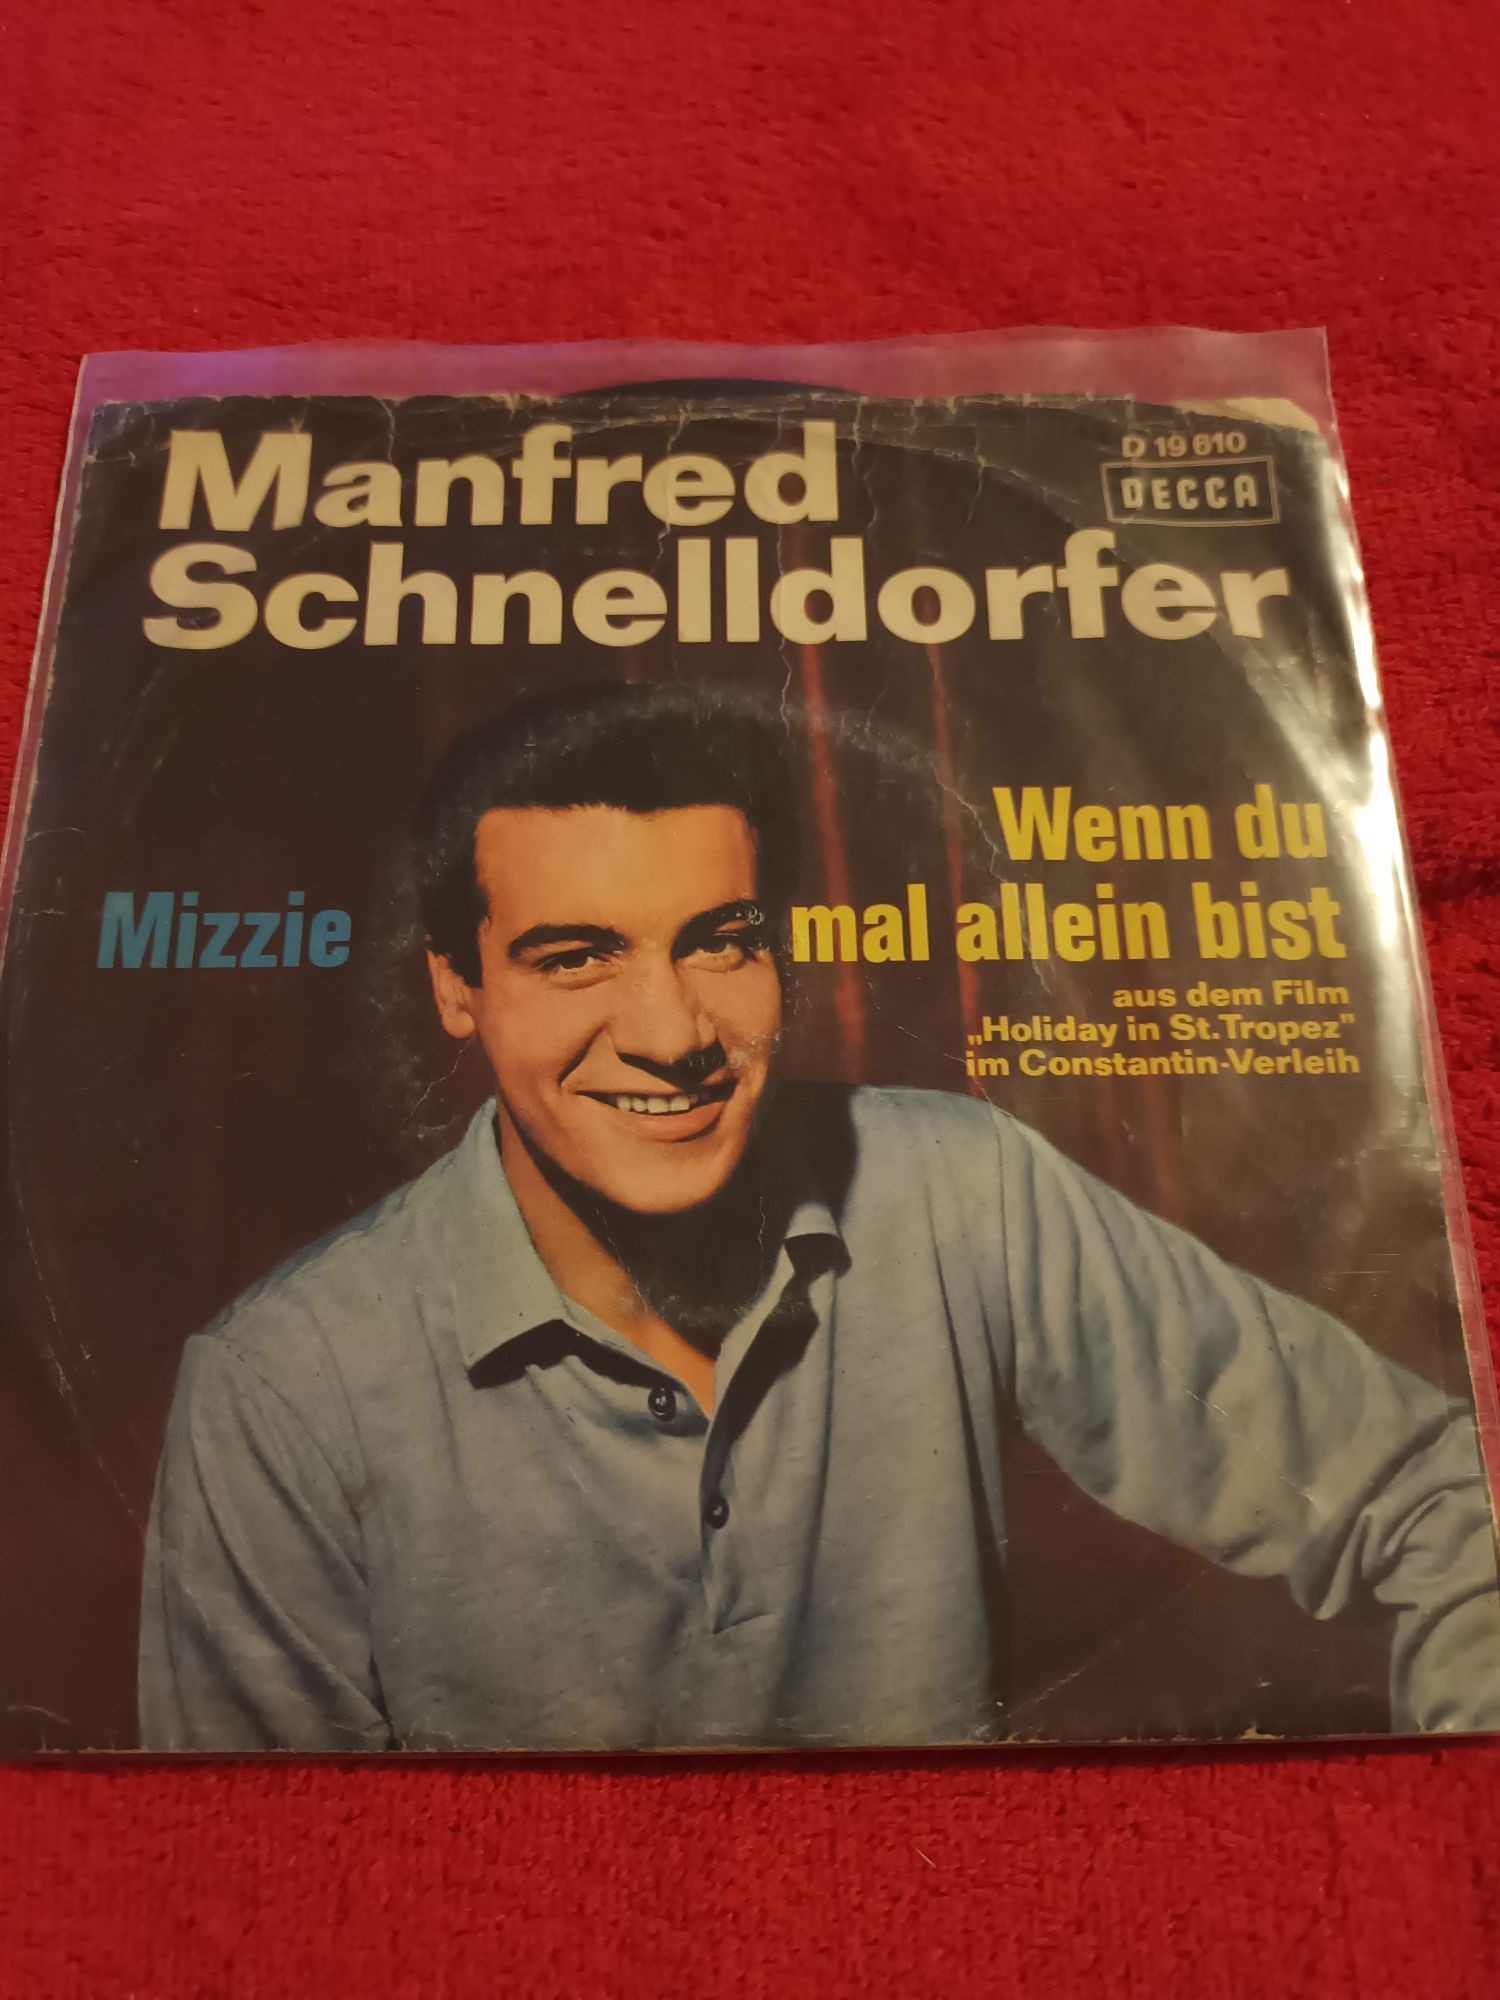 Manfred
Schnelldorfer
D 19 610
DECCA
Mizzie
Wenn du
mal allein bist
aus dem Film
„Holiday in St. Tropez"
im Constantin-Verleih